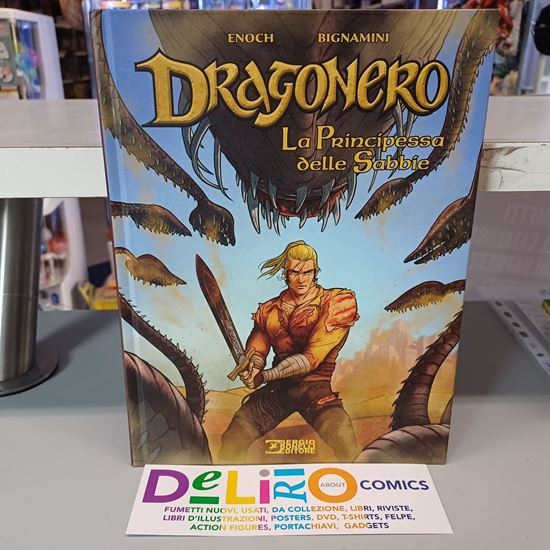 ENOCH BIGNAMINI
DRAGONERO
La Principessa
delle Sabbie
SERGIO
BONELLI
EDITORE
DeLiRiO ABOUT COMICS
FUMETTI NUOVI, USATI, DA COLLEZIONE, LIBRI, RIVISTE,
LIBRI D'ILLUSTRAZIONI, POSTERS, DVD, T-SHIRTS, FELPE,
ACTION FIGURES, PORTACHIAVI, GADGETS